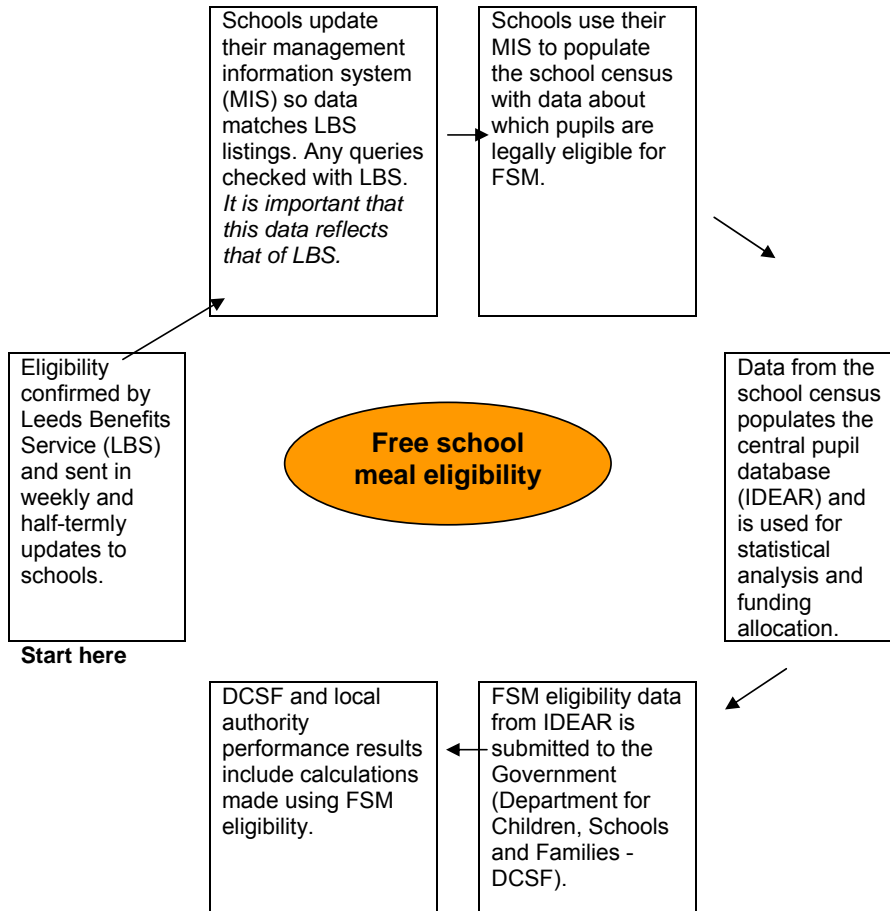 Schools update
their management
information system
(MIS) so data
matches LBS
listings. Any queries
checked with LBS.
It is important that
this data reflects
that of LBS.
Schools use their
MIS to populate
the school census
with data about
which pupils are
legally eligible for
FSM.
Eligibility
confirmed by
Leeds Benefits
Service (LBS)
and sent in
weekly and
half-termly
updates to
schools.
Start here
Free school
meal eligibility
Data from the
school census
populates the
central pupil
database
(IDEAR) and
is used for
statistical
analysis and
funding
allocation.
DCSF and local
authority
performance results
include calculations
made using FSM
eligibility.
FSM eligibility data
from IDEAR is
submitted to the
Government
(Department for
Children, Schools
and Families -
DCSF).